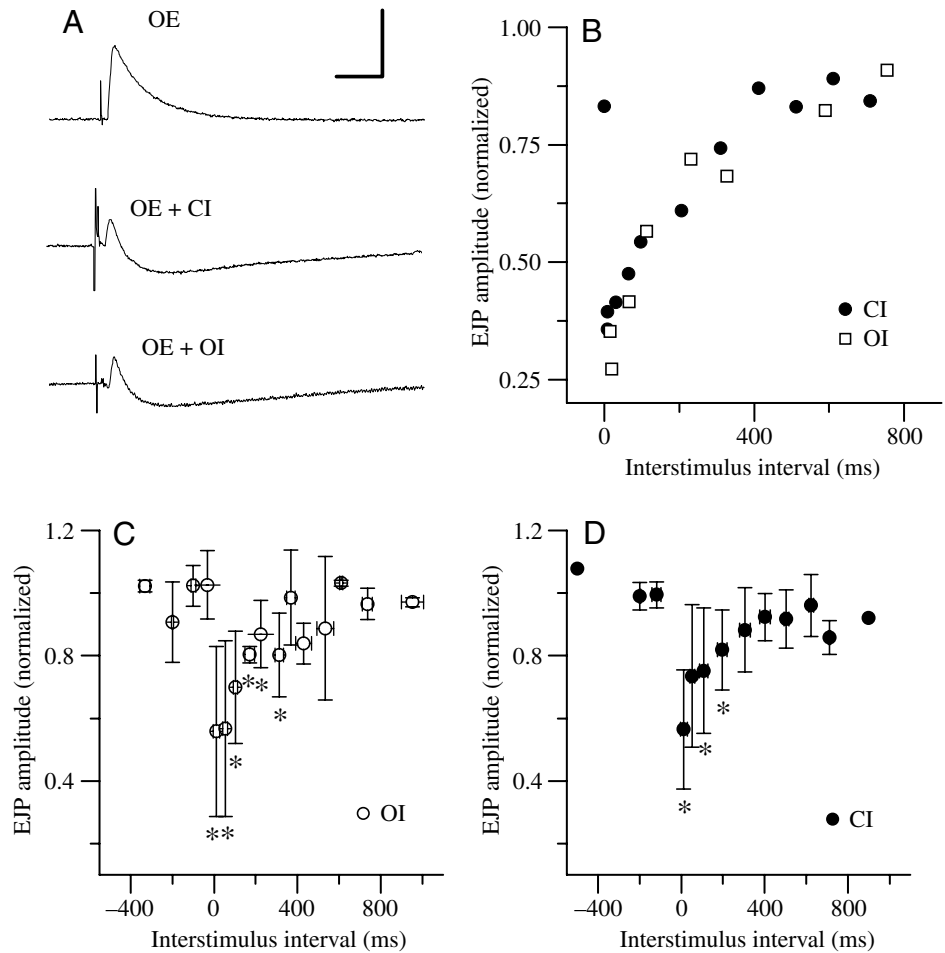 A
OE
OE + CI
OE + OI
B
EJP amplitude (normalized)
1.00
0.75
0.50
0.25
CI
OI
0 400 800
Interstimulus interval (ms)
C
EJP amplitude (normalized)
1.2
0.8
0.4
*
*
*
*
*
*
OI
–400 0 400 800
Interstimulus interval (ms)
D
EJP amplitude (normalized)
1.2
0.8
0.4
*
*
*
CI
–400 0 400 800
Interstimulus interval (ms)